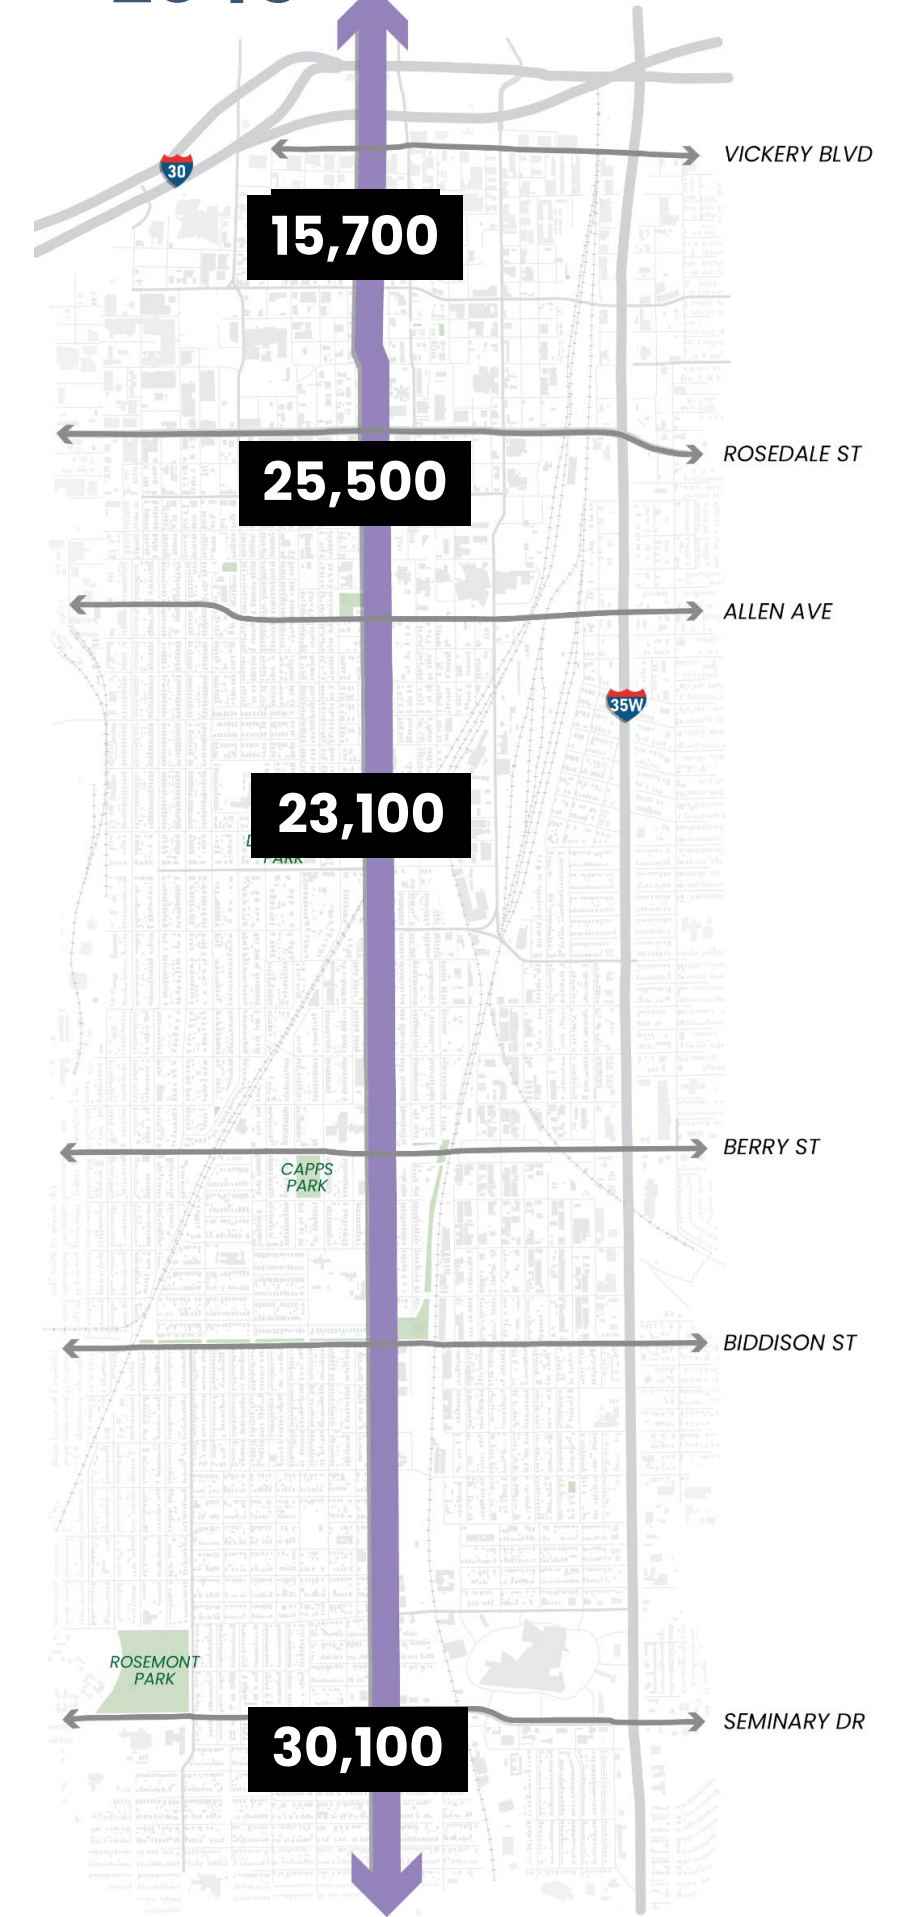 30
VICKERY BLVD
15,700
ROSEDALE ST
25,500
ALLEN AVE
35W
23,100
PARK
BERRY ST
CAPPS
PARK
BIDDISON ST
ROSEMONT
PARK
SEMINARY DR
30,100